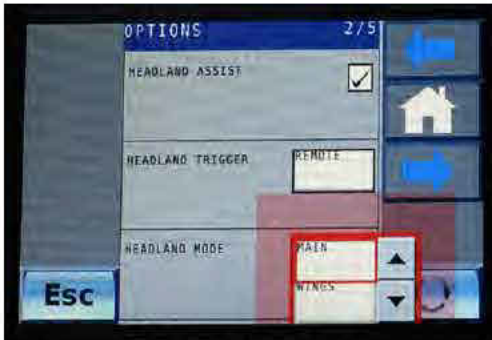 OPTIONS 2/5
HEADLAND ASSIST
HEADLAND TRIGGER REMOTE
HEADLAND MODE MAIN
WINGS
Esc